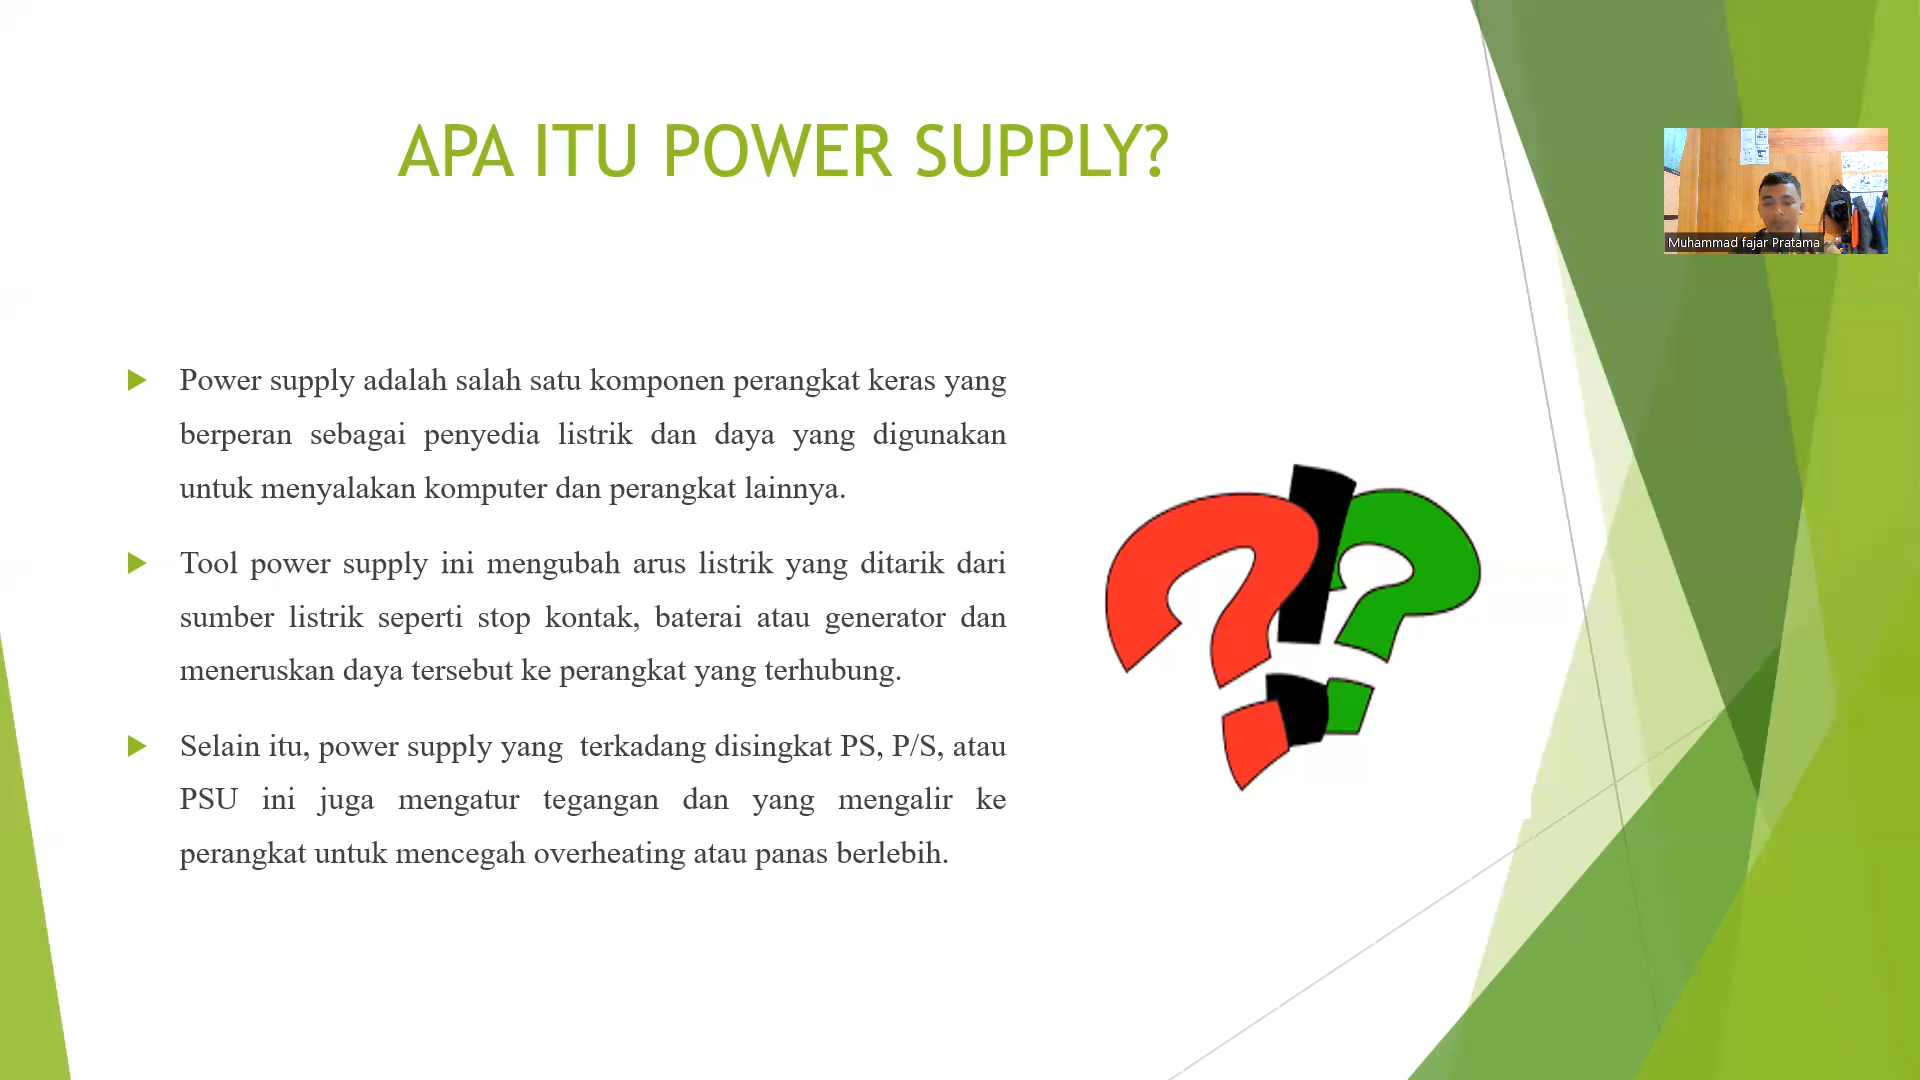 APA ITU POWER SUPPLY?
Muhammad fajar Pratama
Power supply adalah salah satu komponen perangkat keras yang
berperan sebagai penyedia listrik dan daya yang digunakan
untuk menyalakan komputer dan perangkat lainnya.
Tool power supply ini mengubah arus listrik yang ditarik dari
sumber listrik seperti stop kontak, baterai atau generator dan
meneruskan daya tersebut ke perangkat yang terhubung.
Selain itu, power supply yang  terkadang disingkat PS, P/S, atau
PSU ini juga mengatur tegangan dan yang mengalir ke
perangkat untuk mencegah overheating atau panas berlebih.